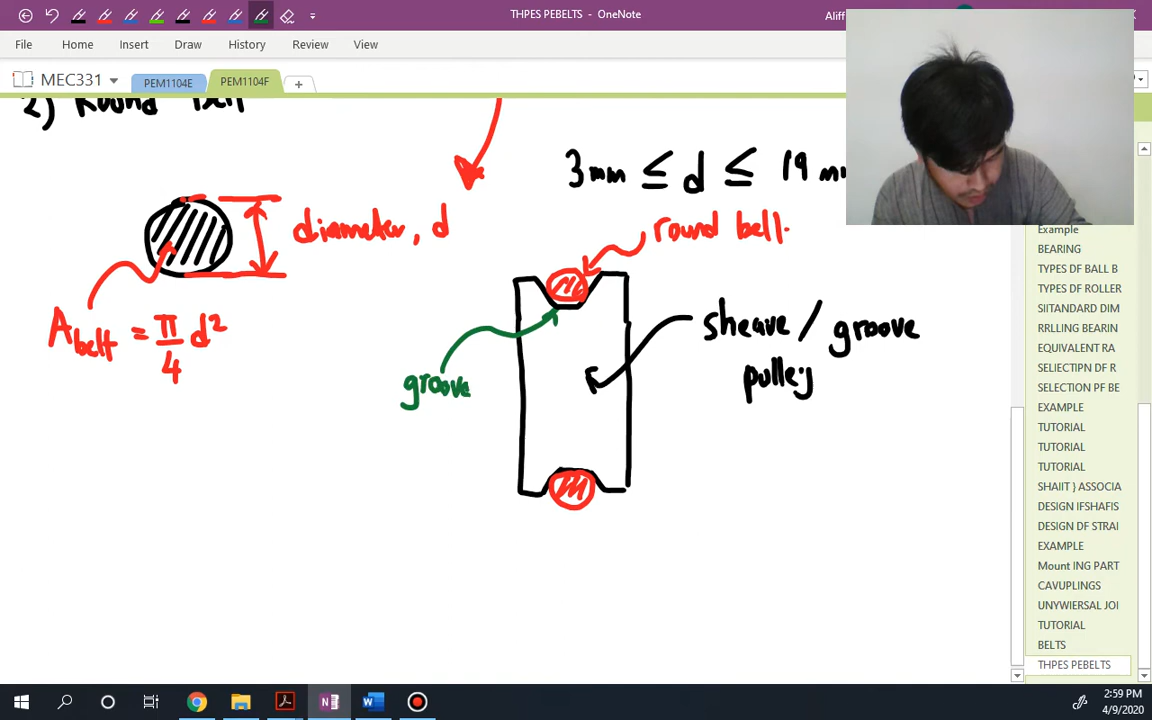 THPES PEBELTS - OneNote
Aliff
File Home Insert Draw History Review View
MEC331 PEM1104E PEM1104F
2) Round belt
3mm ≤ d ≤ 19 mm
diameter, d
round belt
A belt = π/4 d²
sheave / groove
pulley
groove
Example
BEARING
TYPES DF BALL B
TYPES DF ROLLER
SIITANDARD DIM
RRLLING BEARIN
EQUIVALENT RA
SELIECTIPN DF R
SELECTION PF BE
EXAMPLE
TUTORIAL
TUTORIAL
TUTORIAL
SHAIIT } ASSOCIA
DESIGN IFSHAFIS
DESIGN DF STRAI
EXAMPLE
Mount ING PART
CAVUPLINGS
UNYWIERSAL JOI
TUTORIAL
BELTS
THPES PEBELTS
2:59 PM
4/9/2020